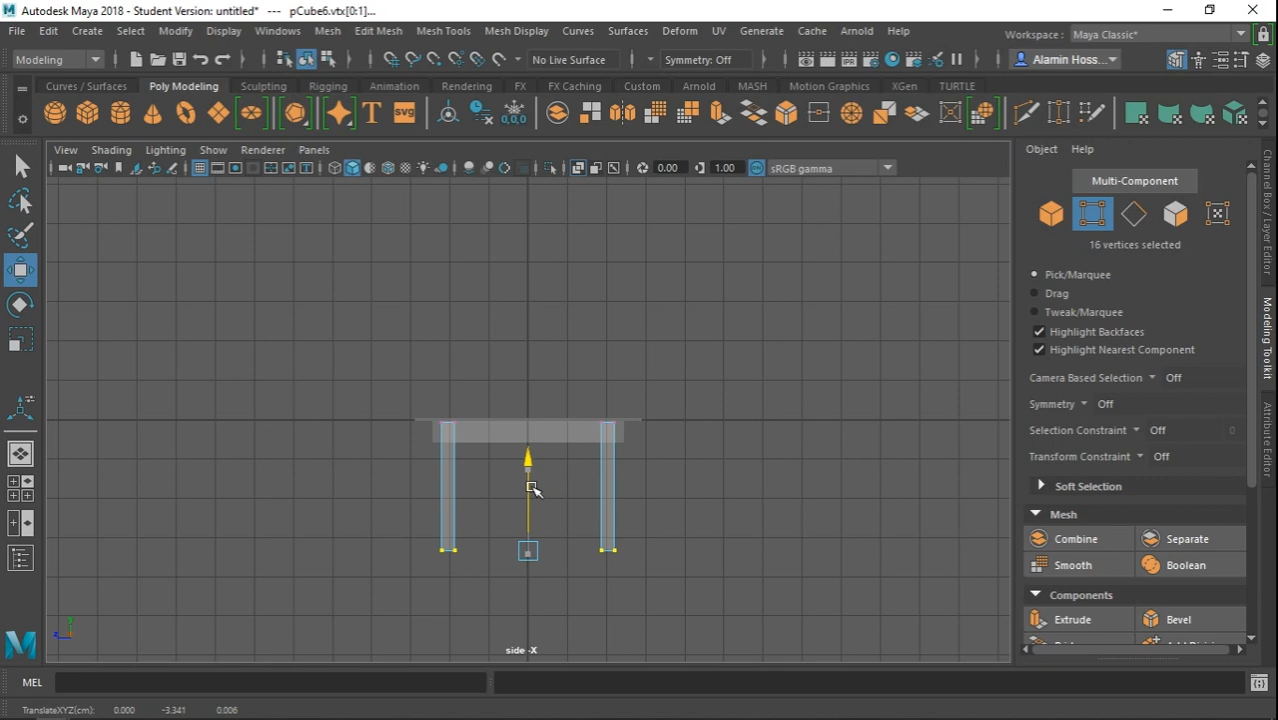 Autodesk Maya 2018 - Student Version: untitled* --- pCube6.vtx[0:1]...
File Edit Create Select Modify Display Windows Mesh Edit Mesh Mesh Tools Mesh Display Curves Surfaces Deform UV Generate Cache Arnold Help
Workspace : Maya Classic*
Modeling
No Live Surface
Symmetry: Off
Alamin Hoss...
Curves / Surfaces Poly Modeling Sculpting Rigging Animation Rendering FX FX Caching Custom Arnold MASH Motion Graphics XGen TURTLE
T
SVG
0,0,0
View Shading Lighting Show Renderer Panels
0.00 1.00 sRGB gamma
Object Help
Multi-Component
16 vertices selected
Pick/Marquee
Drag
Tweak/Marquee
Highlight Backfaces
Highlight Nearest Component
Camera Based Selection Off
Symmetry Off
Selection Constraint Off 0
Transform Constraint Off
Soft Selection
Mesh
Combine Separate
Smooth Boolean
Components
Extrude Bevel
Channel Box / Layer Editor
Modeling Toolkit
Attribute Editor
side -X
MEL
TranslateXYZ(cm): 0.000 -3.341 0.006